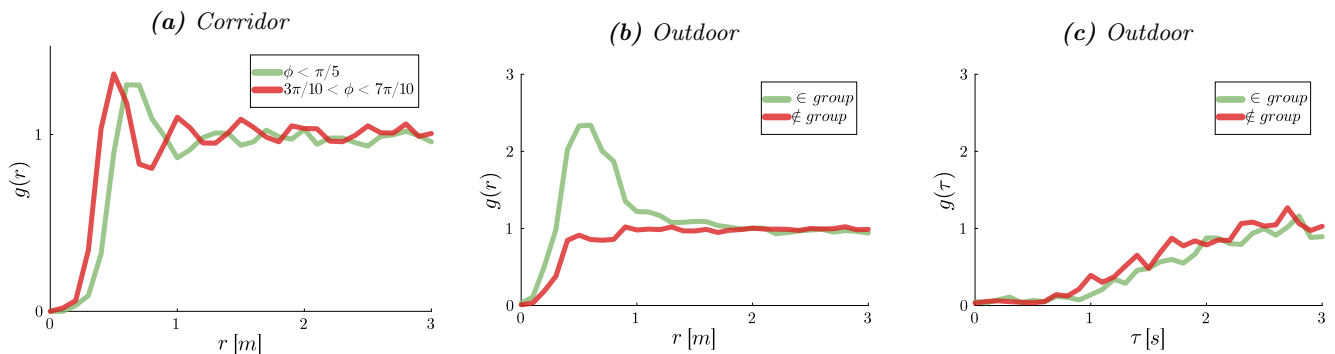 (a) Corridor
g(r)
1
0
ϕ < π/5
3π/10 < ϕ < 7π/10
0
1
2
3
r [m]
(b) Outdoor
g(r)
3
2
1
0
∈ group
∉ group
0
1
2
3
r [m]
(c) Outdoor
g(τ)
3
2
1
0
∈ group
∉ group
0
1
2
3
τ [s]